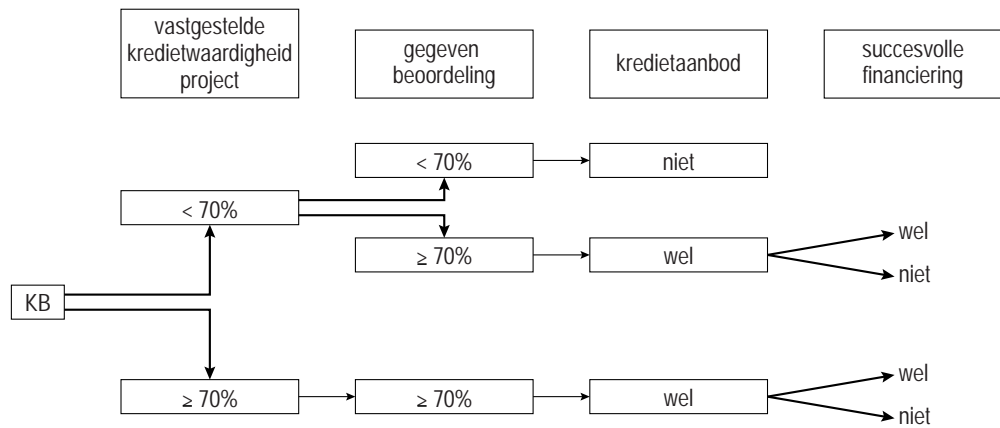 vastgestelde
kredietwaardigheid
project
gegeven
beoordeling
kredietaanbod
succesvolle
financiering
< 70%
niet
< 70%
≥ 70%
wel
wel
niet
KB
≥ 70%
≥ 70%
wel
wel
niet